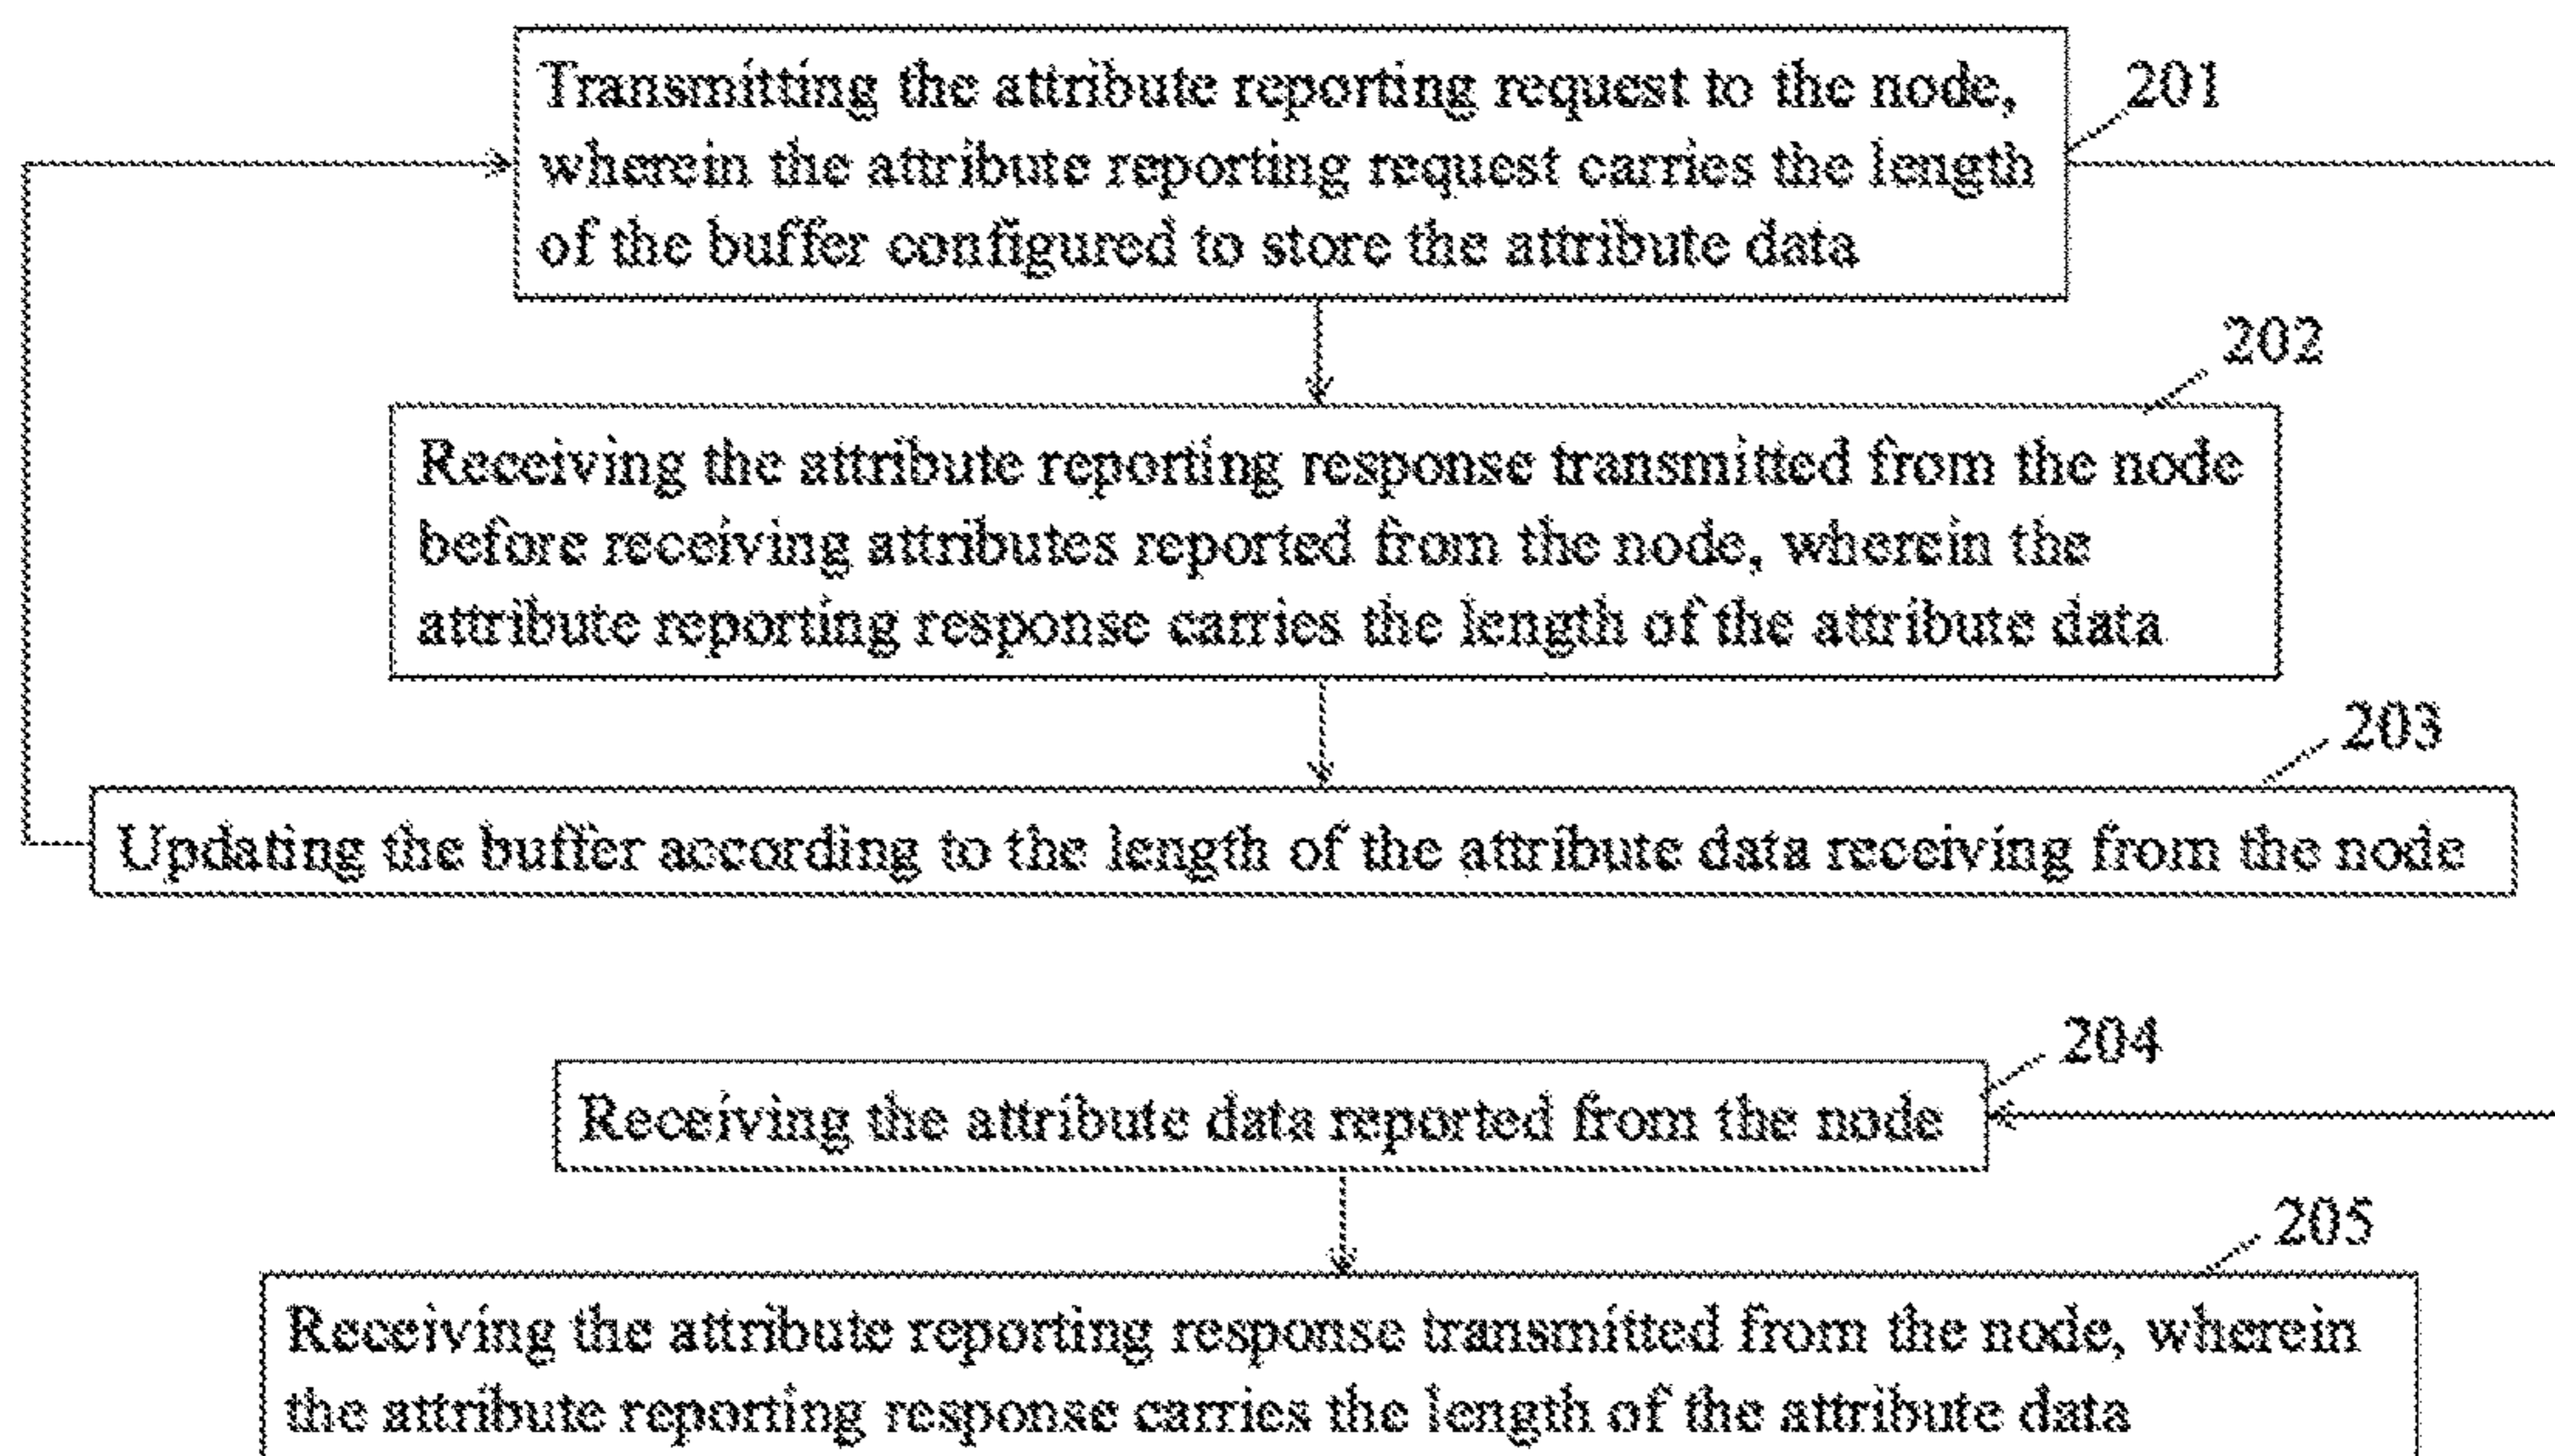 Transmitting the attribute reporting request to the node,
wherein the attribute reporting request carries the length
of the buffer configured to store the attribute data
201
202
Receiving the attribute reporting response transmitted from the node
before receiving attributes reported from the node, wherein the
attribute reporting response carries the length of the attribute data
203
Updating the buffer according to the length of the attribute data receiving from the node
204
Receiving the attribute data reported from the node
205
Receiving the attribute reporting response transmitted from the node, wherein
the attribute reporting response carries the length of the attribute data